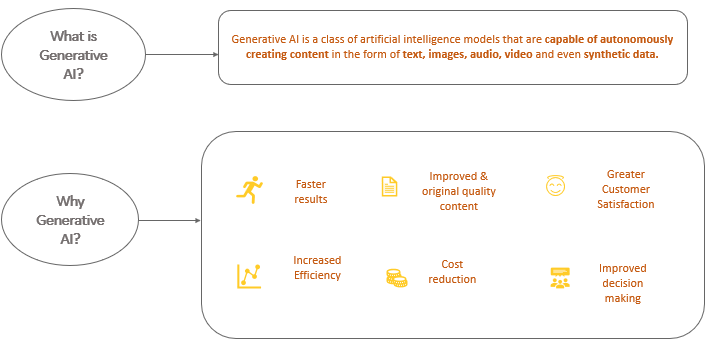 What is
Generative
AI?
Generative AI is a class of artificial intelligence models that are capable of autonomously
creating content in the form of text, images, audio, video and even synthetic data.
Why
Generative
AI?
Faster
results
Improved &
original quality
content
Greater
Customer
Satisfaction
Increased
Efficiency
Cost
reduction
Improved
decision
making